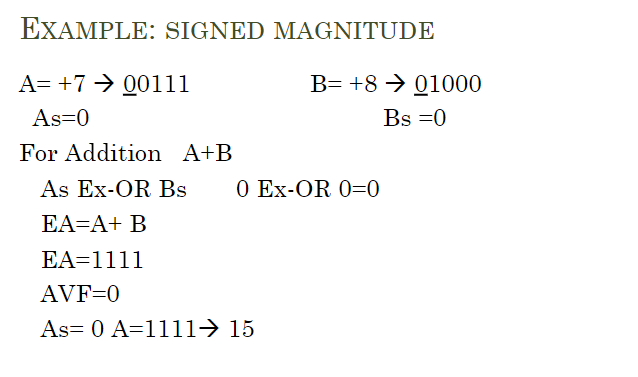 EXAMPLE: SIGNED MAGNITUDE
A= +7 → 00111 B= +8 → 01000
As=0 Bs =0
For Addition A+B
As Ex-OR Bs 0 Ex-OR 0=0
EA=A+ B
EA=1111
AVF=0
As= 0 A=1111→ 15